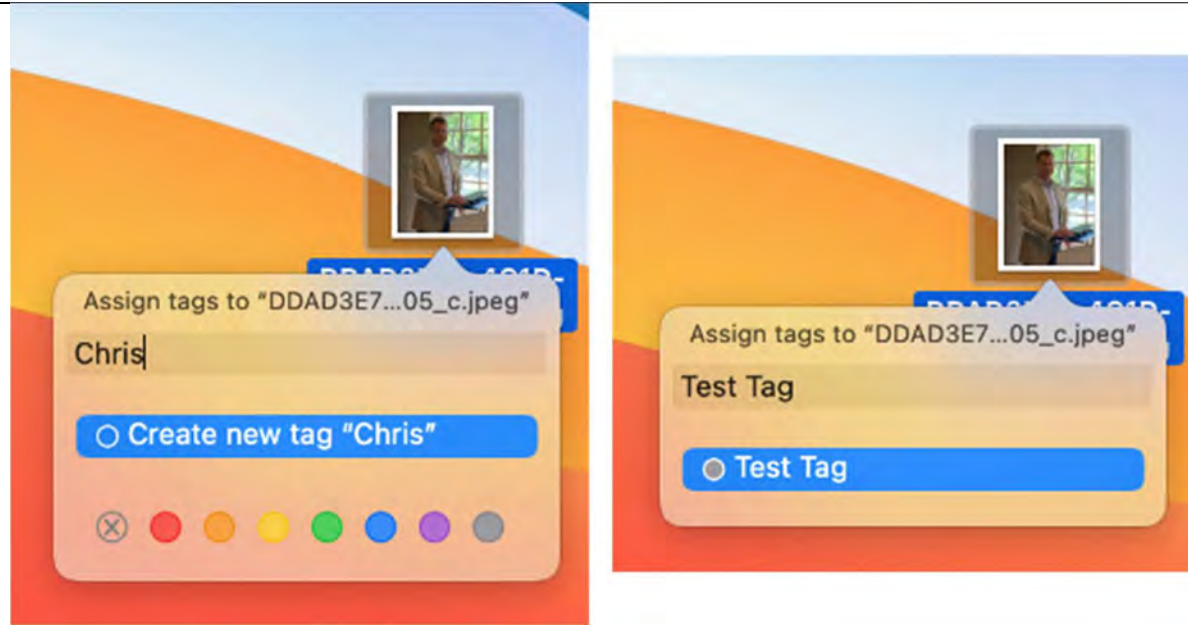 Assign tags to “DDAD3E7...05_c.jpeg”
Chris
Create new tag “Chris”
Assign tags to “DDAD3E7...05_c.jpeg”
Test Tag
Test Tag